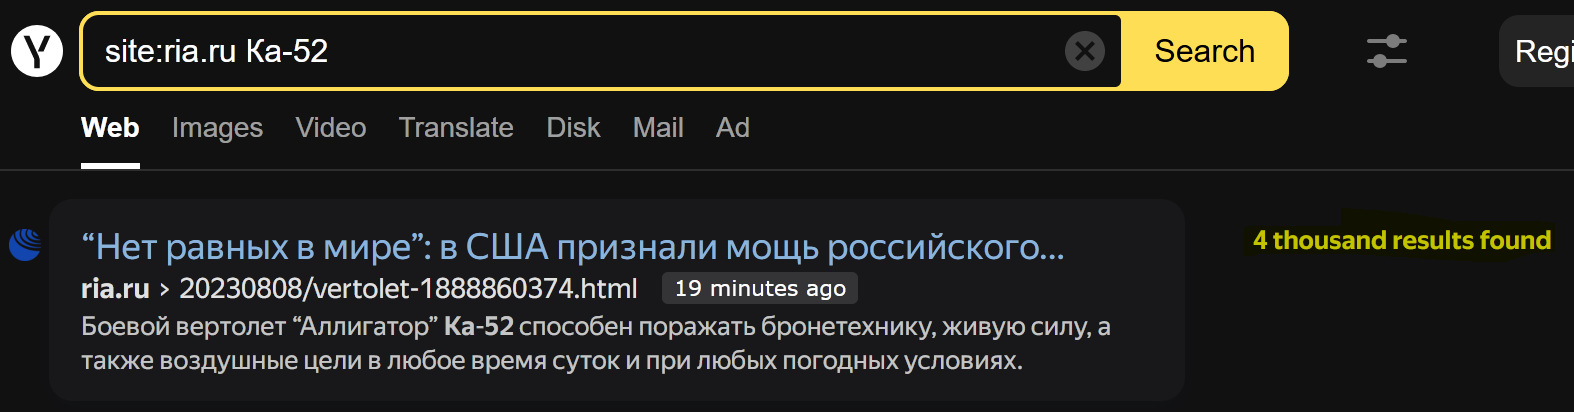 Y
site:ria.ru Ка-52
Search
Regi
Web Images Video Translate Disk Mail Ad
“Нет равных в мире”: в США признали мощь российского...
4 thousand results found
ria.ru › 20230808/vertolet-1888860374.html 19 minutes ago
Боевой вертолет “Аллигатор” Ка-52 способен поражать бронетехнику, живую силу, а
также воздушные цели в любое время суток и при любых погодных условиях.